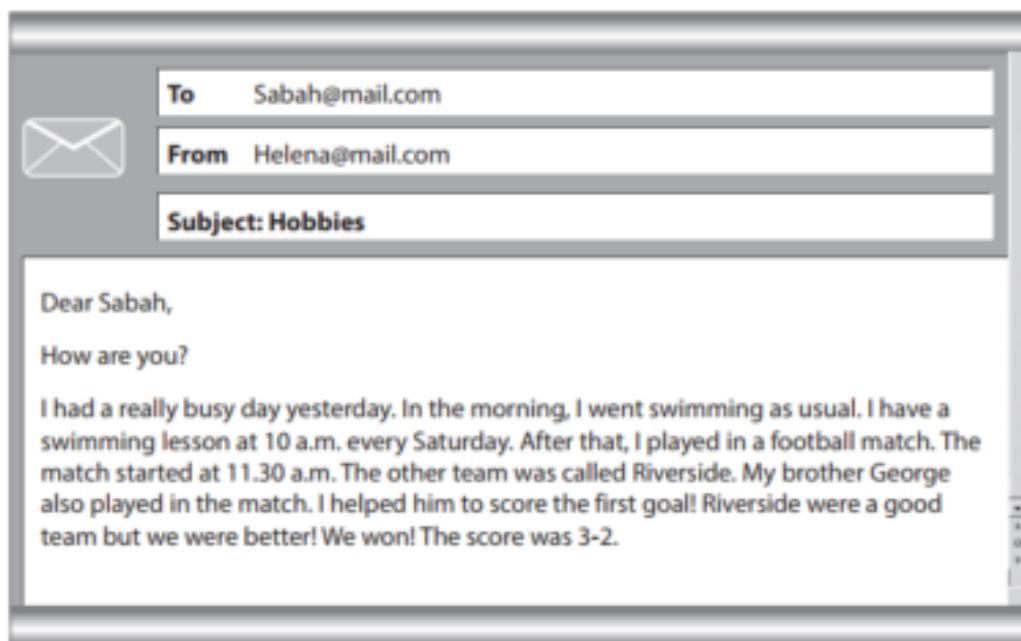 To Sabah@mail.com
From Helena@mail.com
Subject: Hobbies
Dear Sabah,
How are you?
I had a really busy day yesterday. In the morning, I went swimming as usual. I have a
swimming lesson at 10 a.m. every Saturday. After that, I played in a football match. The
match started at 11.30 a.m. The other team was called Riverside. My brother George
also played in the match. I helped him to score the first goal! Riverside were a good
team but we were better! We won! The score was 3-2.